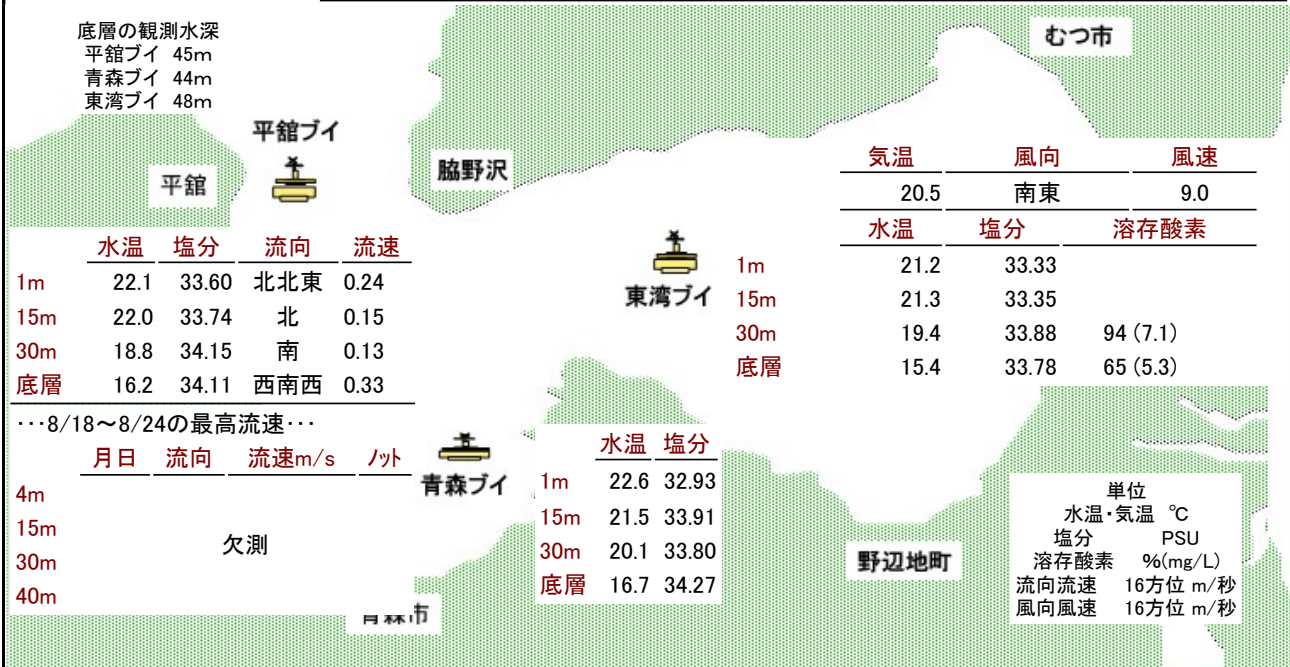 底層の観測水深
平舘ブイ 45m
青森ブイ 44m
東湾ブイ 48m
むつ市
平舘ブイ
平舘
脇野沢
気温 風向 風速
20.5 南東 9.0
水温 塩分 溶存酸素
1m 21.2 33.33
15m 21.3 33.35
30m 19.4 33.88 94 (7.1)
底層 15.4 33.78 65 (5.3)
東湾ブイ
水温 塩分 流向 流速
1m 22.1 33.60 北北東 0.24
15m 22.0 33.74 北 0.15
30m 18.8 34.15 南 0.13
底層 16.2 34.11 西南西 0.33
…8/18～8/24の最高流速…
月日 流向 流速m/s ノット
4m
15m
30m
40m
欠測
青森ブイ
水温 塩分
1m 22.6 32.93
15m 21.5 33.91
30m 20.1 33.80
底層 16.7 34.27
野辺地町
青森市
単位
水温・気温 ℃
塩分 PSU
溶存酸素 %(mg/L)
流向流速 16方位 m/秒
風向風速 16方位 m/秒